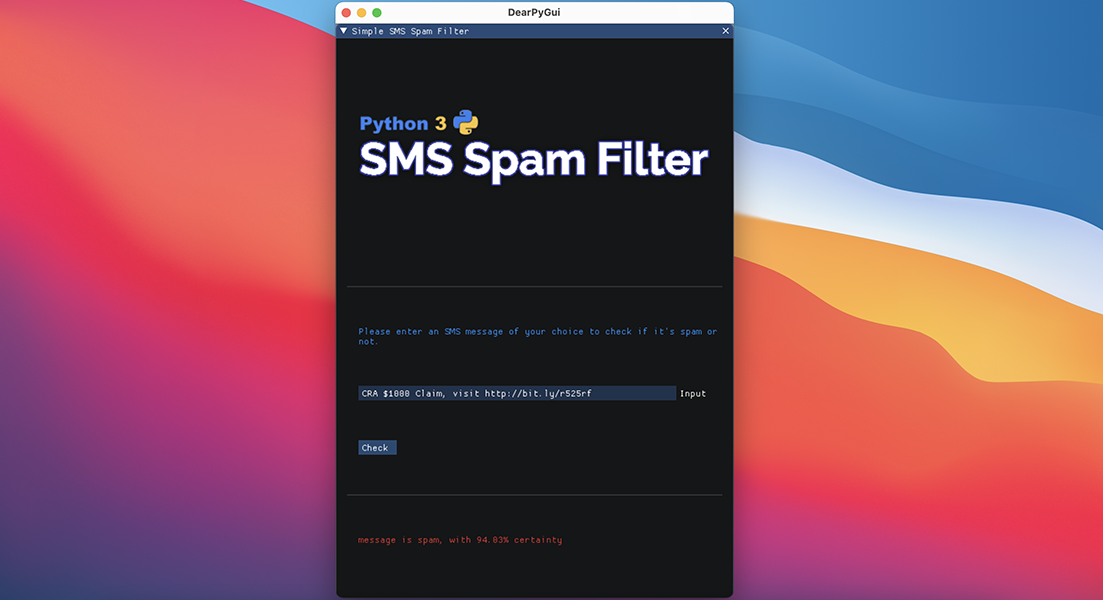 DearPyGui
Simple SMS Spam Filter
Python 3
SMS Spam Filter
Please enter an SMS message of your choice to check if it's spam or
not.
CRA $1000 Claim, visit http://bit.ly/r525rf Input
Check
message is spam, with 94.03% certainty